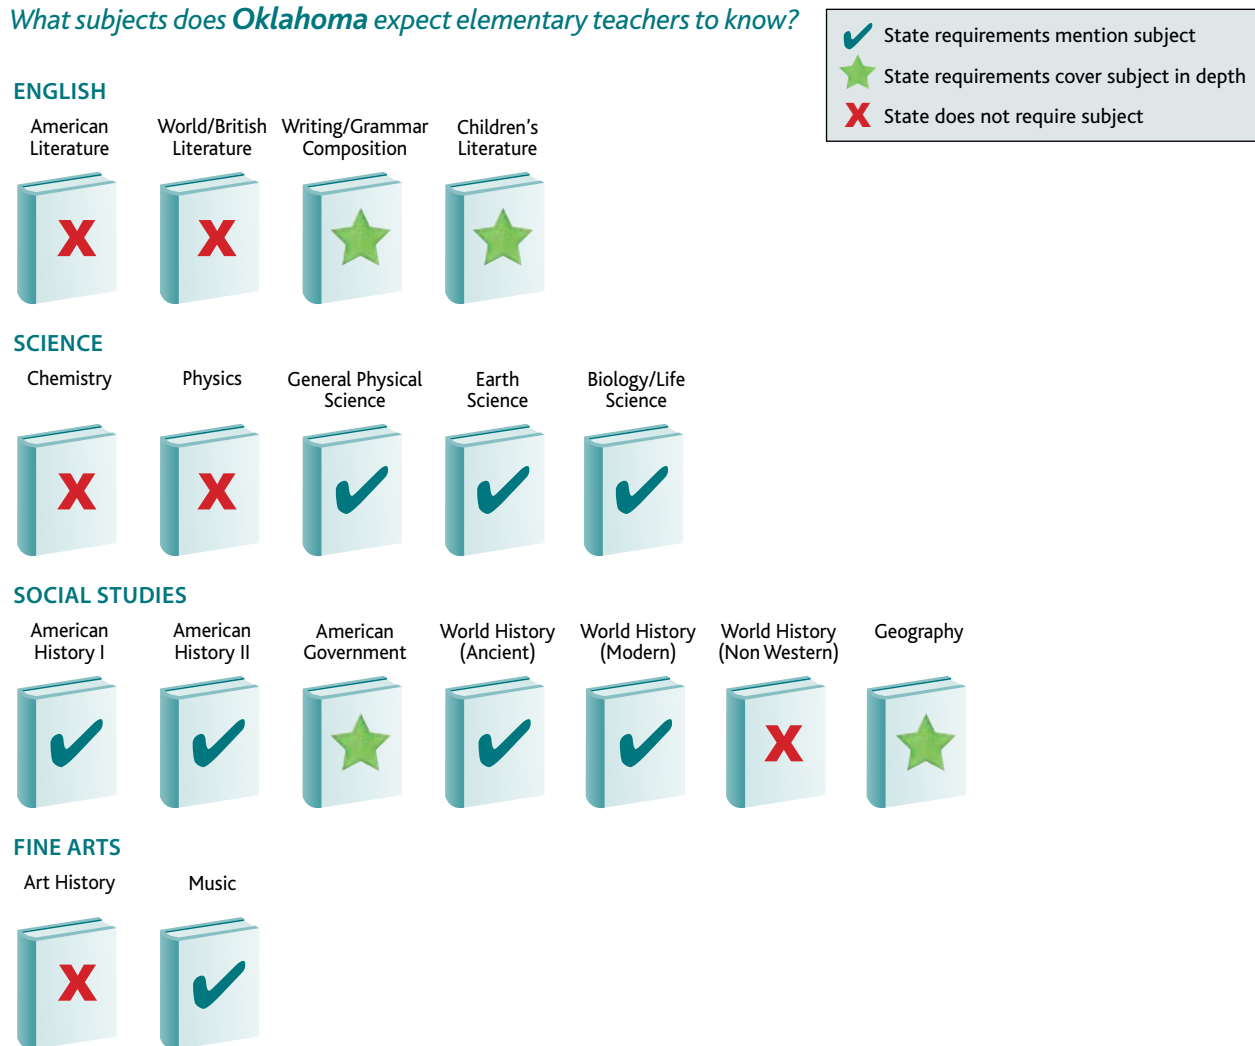 What subjects does Oklahoma expect elementary teachers to know?
State requirements mention subject
State requirements cover subject in depth
State does not require subject
ENGLISH
American
Literature
World/British
Literature
Writing/Grammar
Composition
Children's
Literature
SCIENCE
Chemistry
Physics
General Physical
Science
Earth
Science
Biology/Life
Science
SOCIAL STUDIES
American
History I
American
History II
American
Government
World History
(Ancient)
World History
(Modern)
World History
(Non Western)
Geography
FINE ARTS
Art History
Music